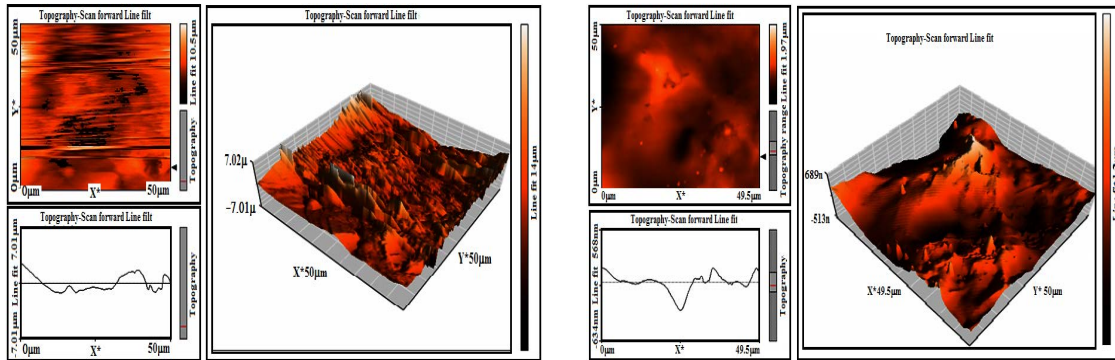 Topography-Scan forward Line filt
50µm
Y*
0µm
0µm
X*
50µm
Line fit 10.5µm
Topography
Topography-Scan forward Line filt
7.01µm
Line fit
-7.01µm
0µm
X*
50µm
Topography
Topography-Scan forward Line filt
7.02µ
-7.01µ
X*50µm
Y*50µm
Line fit 14µm
Topography-Scan forward Line fit
50µm
Y*
0µm
0µm
X*
49.5µm
Line fit 1.97µm
Topography range
Topography-Scan forward Line fit
568nm
Line fit
-634nm
0µm
X*
49.5µm
Topography
Topography-Scan forward Line fit
689n
-513n
X*49.5µm
Y* 50µm